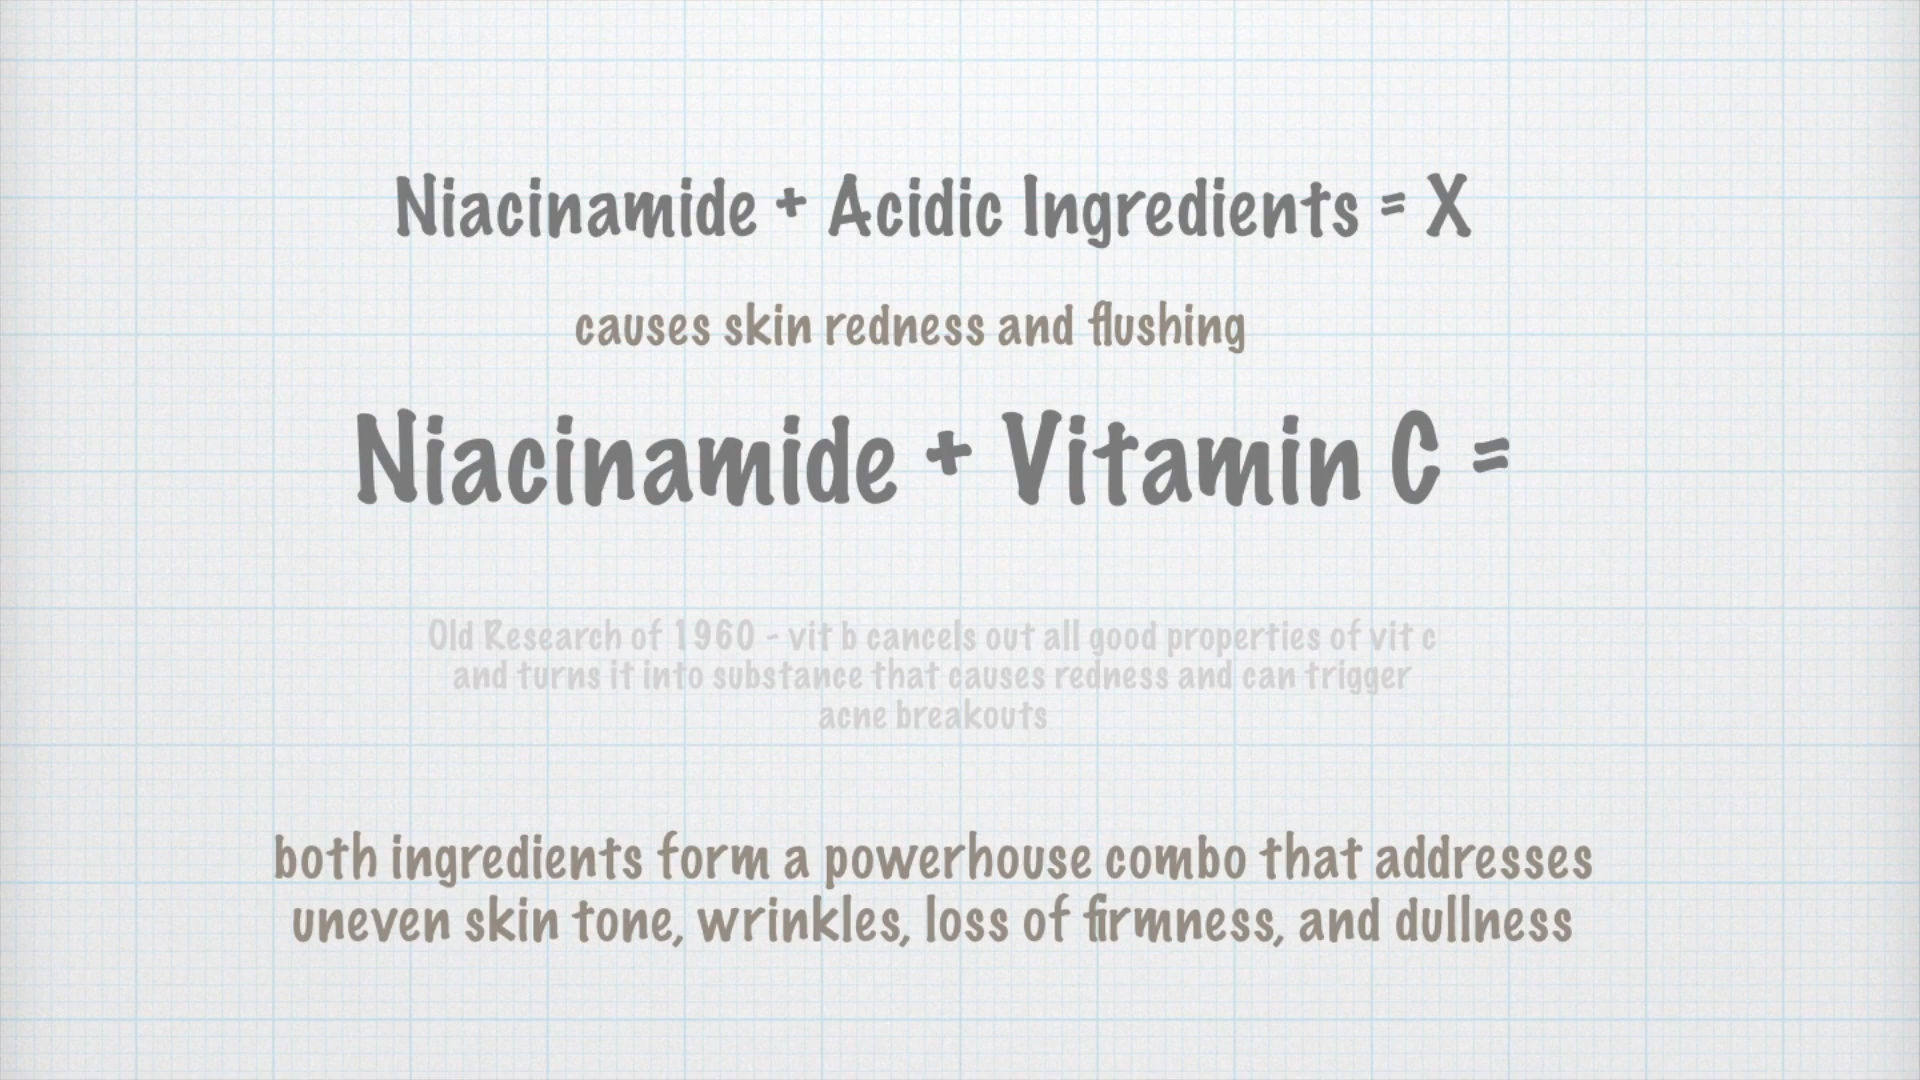 Niacinamide + Acidic Ingredients = X
causes skin redness and flushing
Niacinamide + Vitamin C =
Old Research of 1960 - vit b cancels out all good properties of vit c
and turns it into substance that causes redness and can trigger
acne breakouts
both ingredients form a powerhouse combo that addresses
uneven skin tone, wrinkles, loss of firmness, and dullness